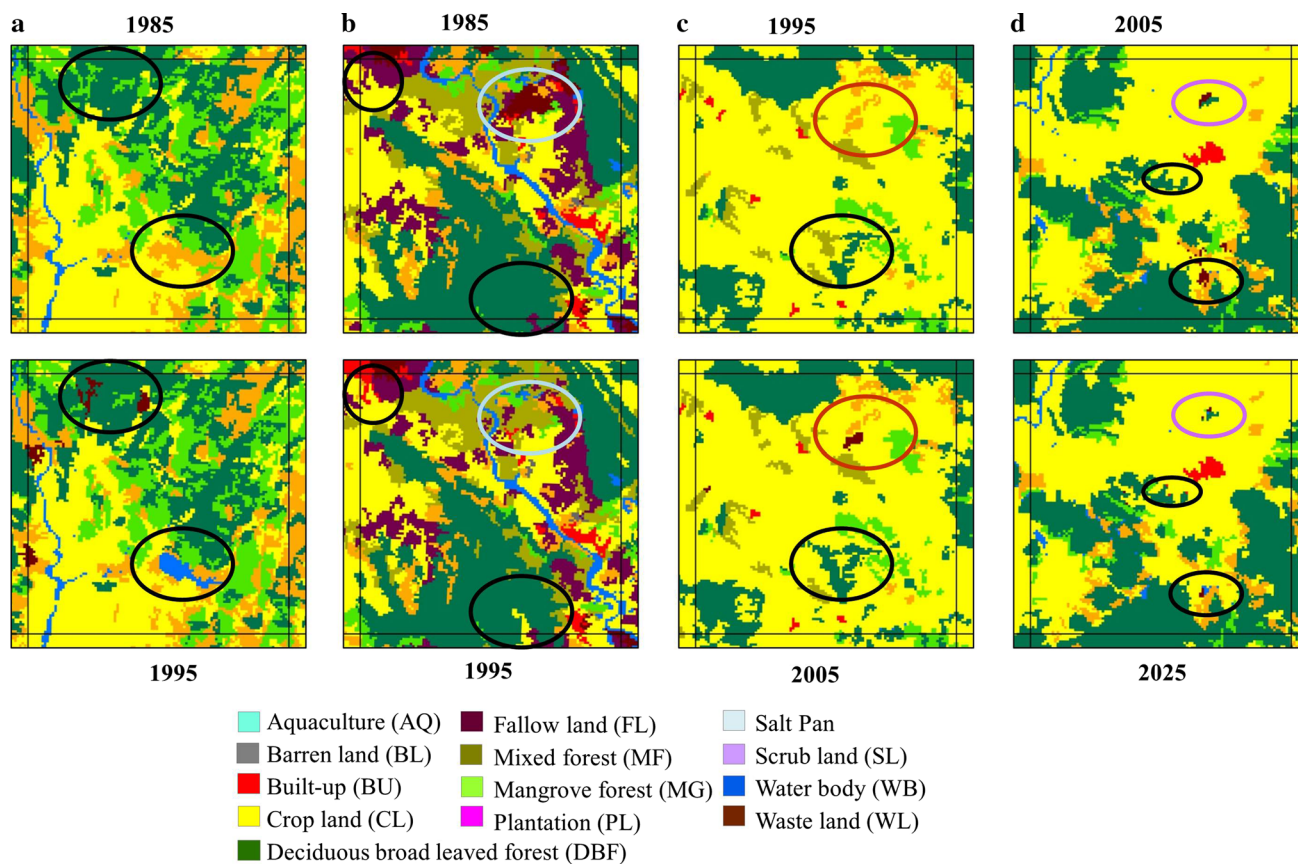 a 1985 b 1985 c 1995 d 2005
1995 1995 2005 2025
Aquaculture (AQ) Fallow land (FL) Salt Pan
Barren land (BL) Mixed forest (MF) Scrub land (SL)
Built-up (BU) Mangrove forest (MG) Water body (WB)
Crop land (CL) Plantation (PL) Waste land (WL)
Deciduous broad leaved forest (DBF)